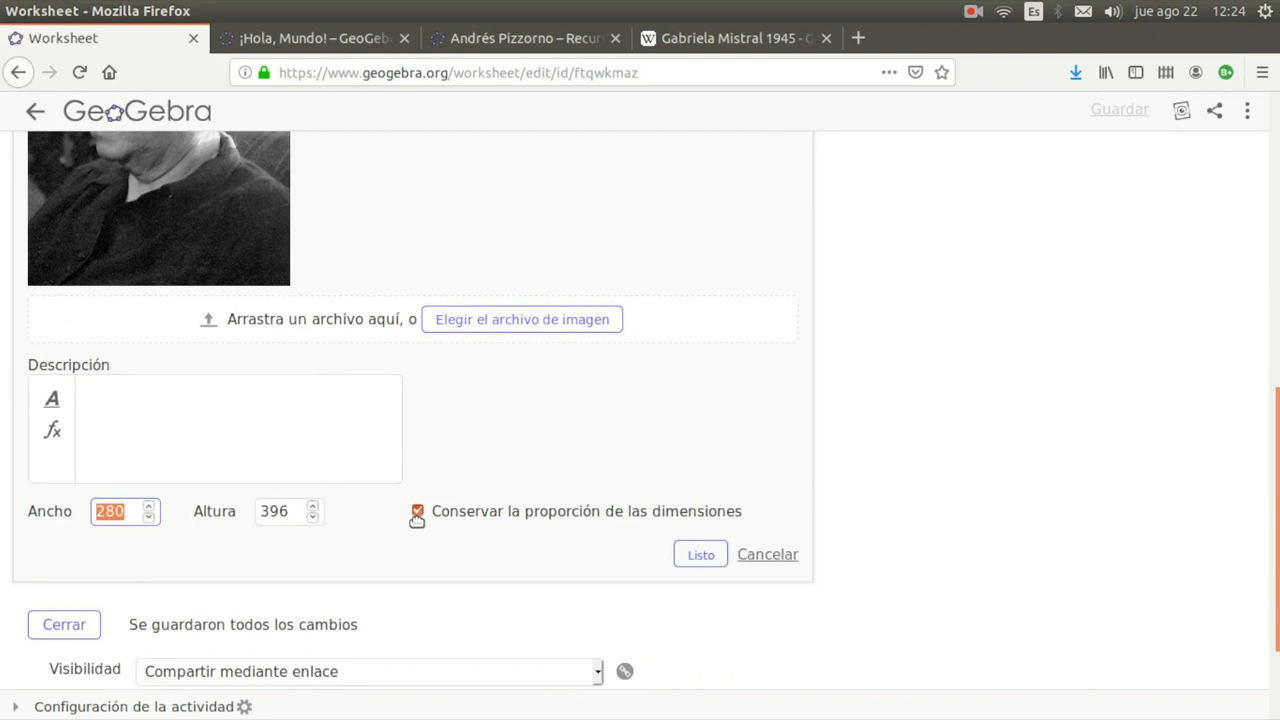 Worksheet - Mozilla Firefox
Es
jue ago 22
12:24
Worksheet
¡Hola, Mundo! – GeoGeb
Andrés Pizorno – Recur
W Gabriela Mistral 1945 -
https://www.geogebra.org/worksheet/edit/id/ftqwkmaz
GeoGebra
Guardar
Arrastra un archivo aquí, o
Elegir el archivo de imagen
Descripción
A
fx
Ancho
280
Altura
396
Conservar la proporción de las dimensiones
Listo
Cancelar
Cerrar
Se guardaron todos los cambios
Visibilidad
Compartir mediante enlace
Configuración de la actividad